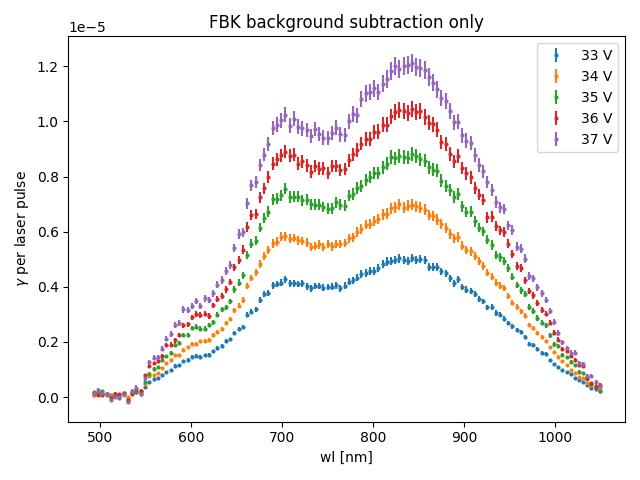 FBK background subtraction only
1e−5
γ per laser pulse
1.2
1.0
0.8
0.6
0.4
0.2
0.0
33 V
34 V
35 V
36 V
37 V
500 600 700 800 900 1000
wl [nm]